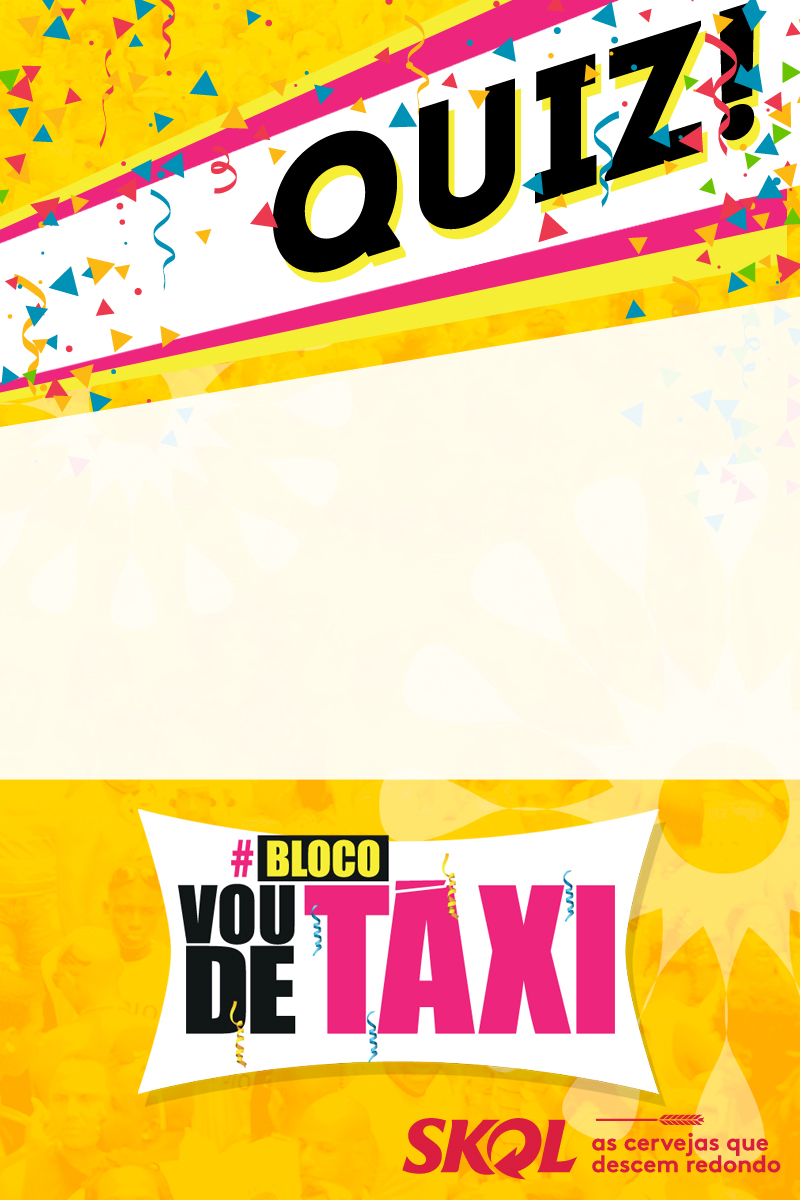 QUIZ!
#BLOCO
VOU
DE TÁXI
SKOL
as cervejas que
descem redondo